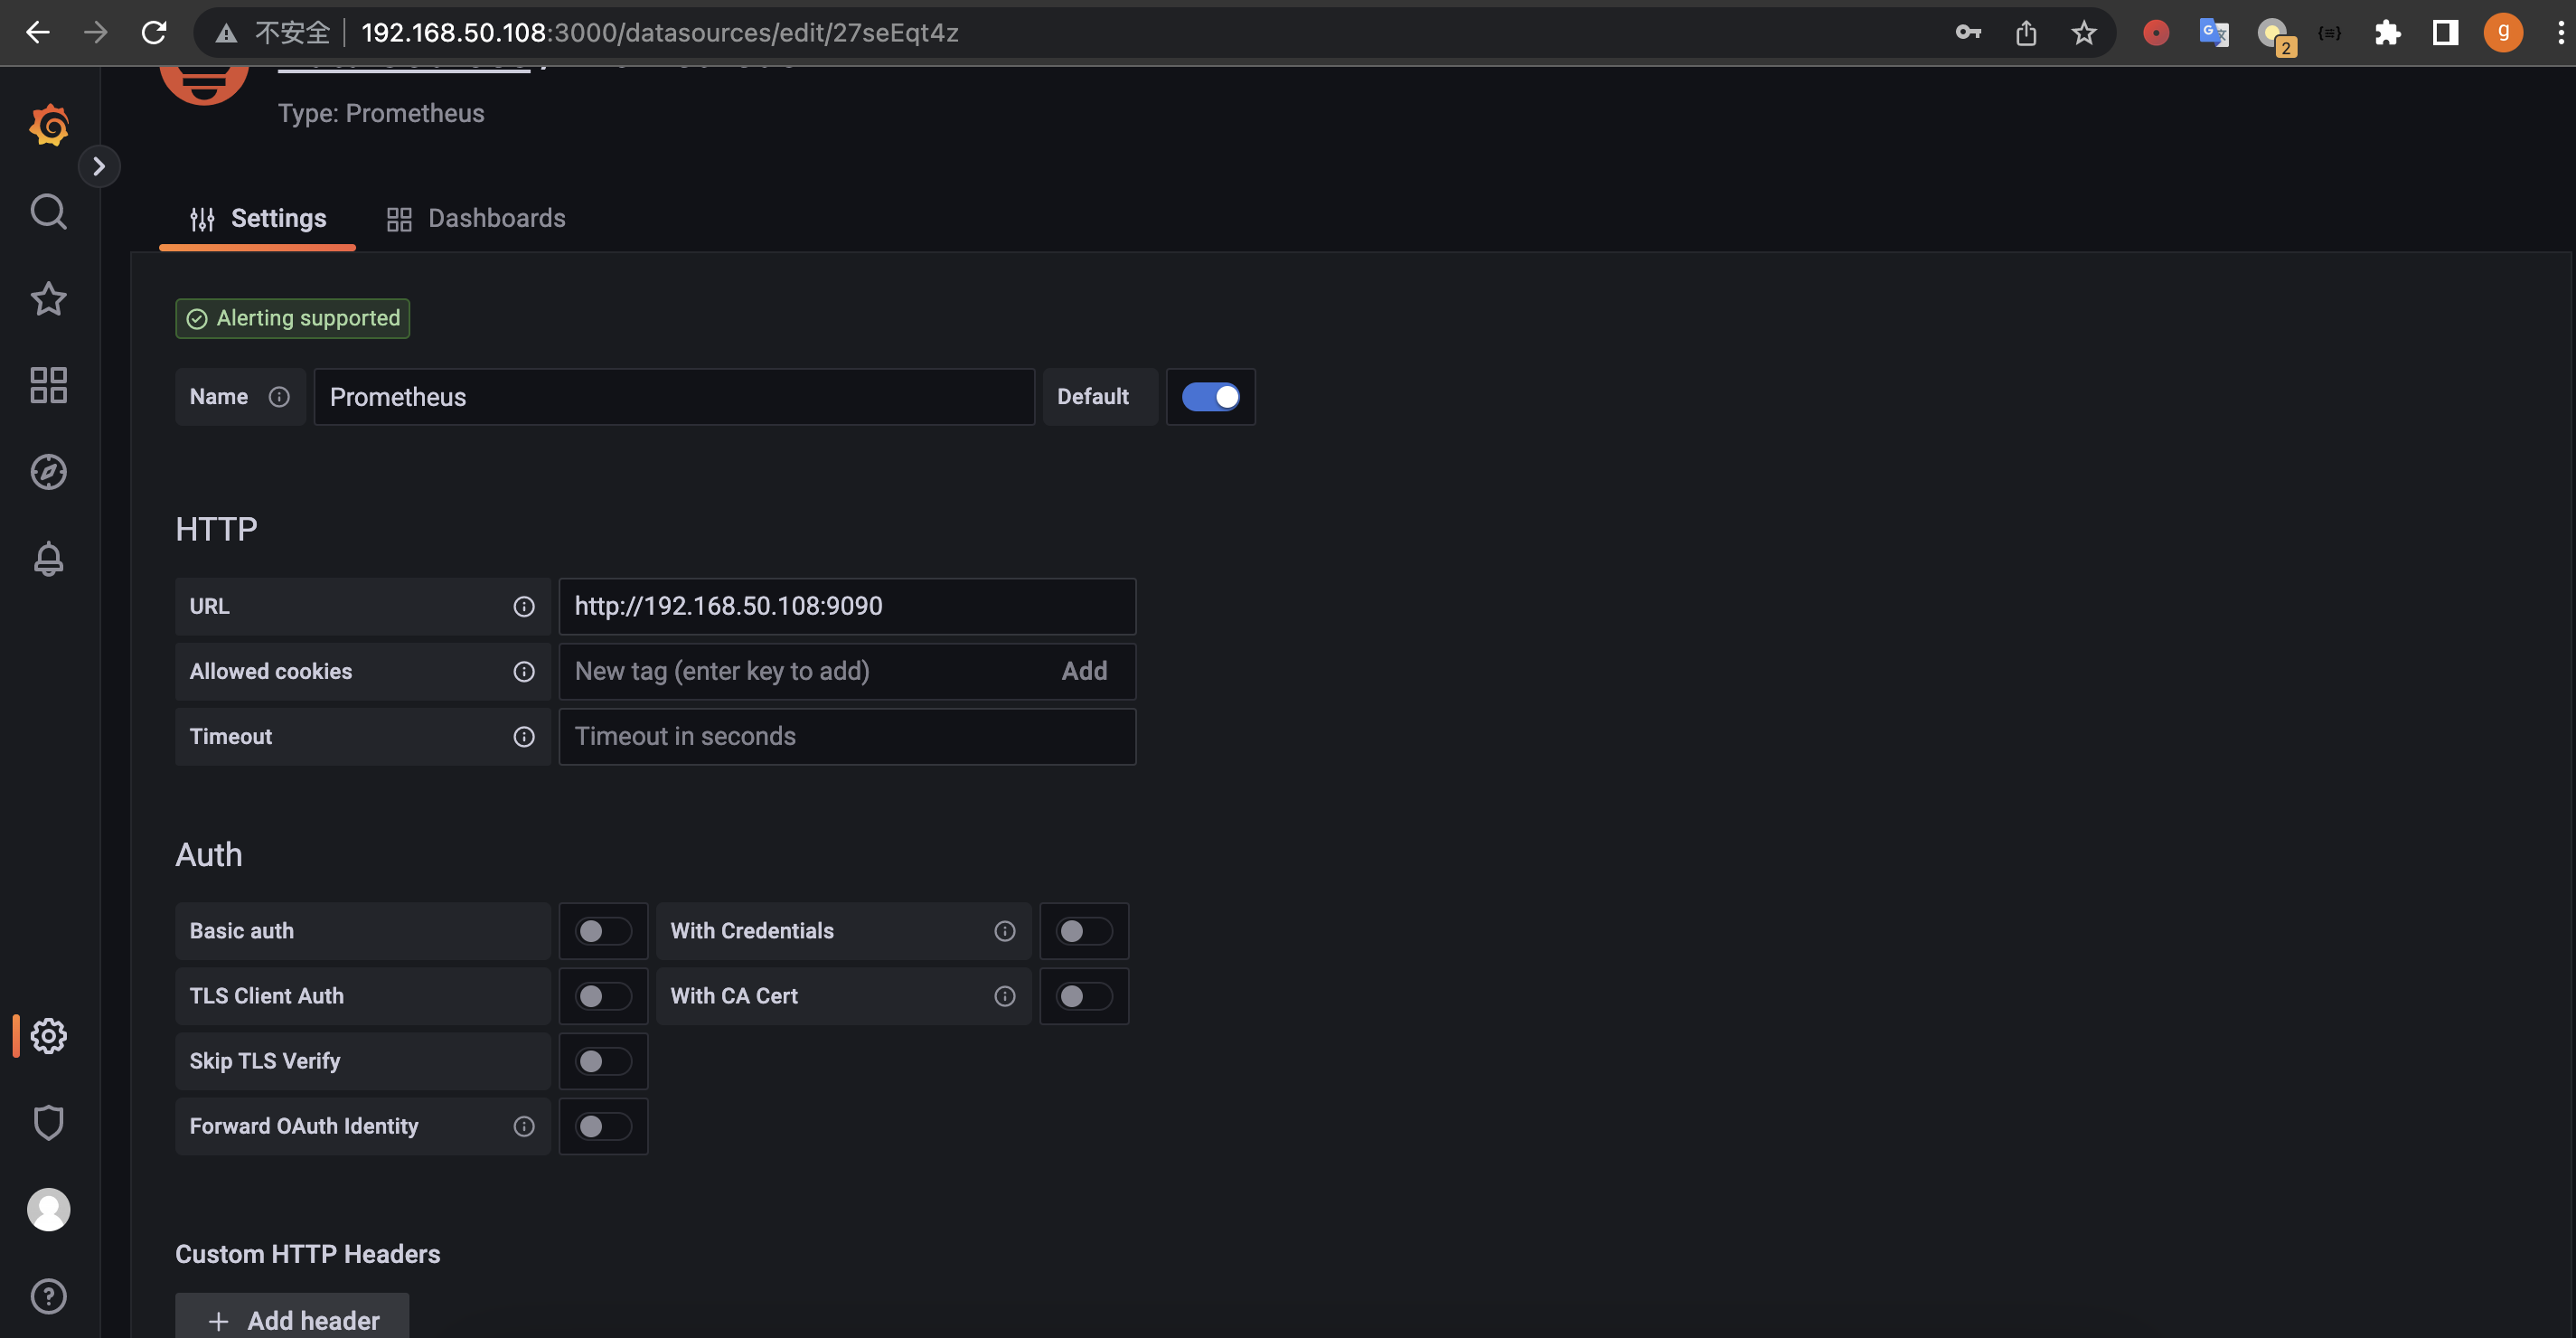 不安全 192.168.50.108:3000/datasources/edit/27seEqt4z
2
g
Type: Prometheus
Settings Dashboards
Alerting supported
Name Prometheus Default
HTTP
URL http://192.168.50.108:9090
Allowed cookies New tag (enter key to add) Add
Timeout Timeout in seconds
Auth
Basic auth With Credentials
TLS Client Auth With CA Cert
Skip TLS Verify
Forward OAuth Identity
Custom HTTP Headers
+ Add header